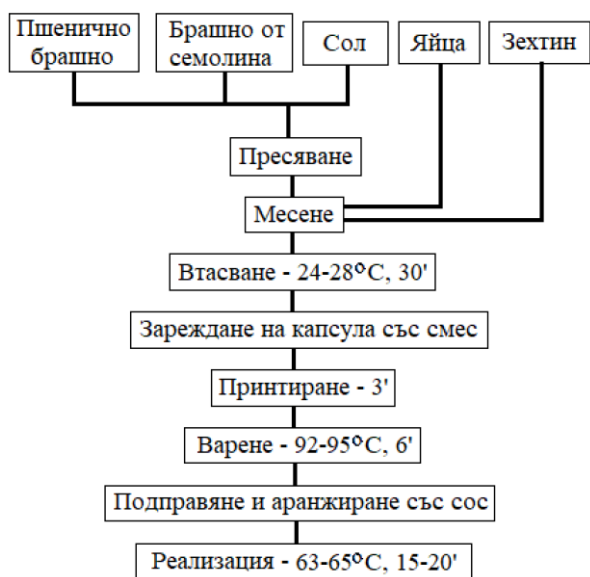 Пшенично
брашно
Брашно от
семолина
Сол
Яйца
Зехтин
Пресяване
Месене
Втасване - 24-28°C, 30'
Зареждане на капсула със смес
Принтиране - 3'
Варене - 92-95°C, 6'
Подправяне и аранжиране със сос
Реализация - 63-65°C, 15-20'